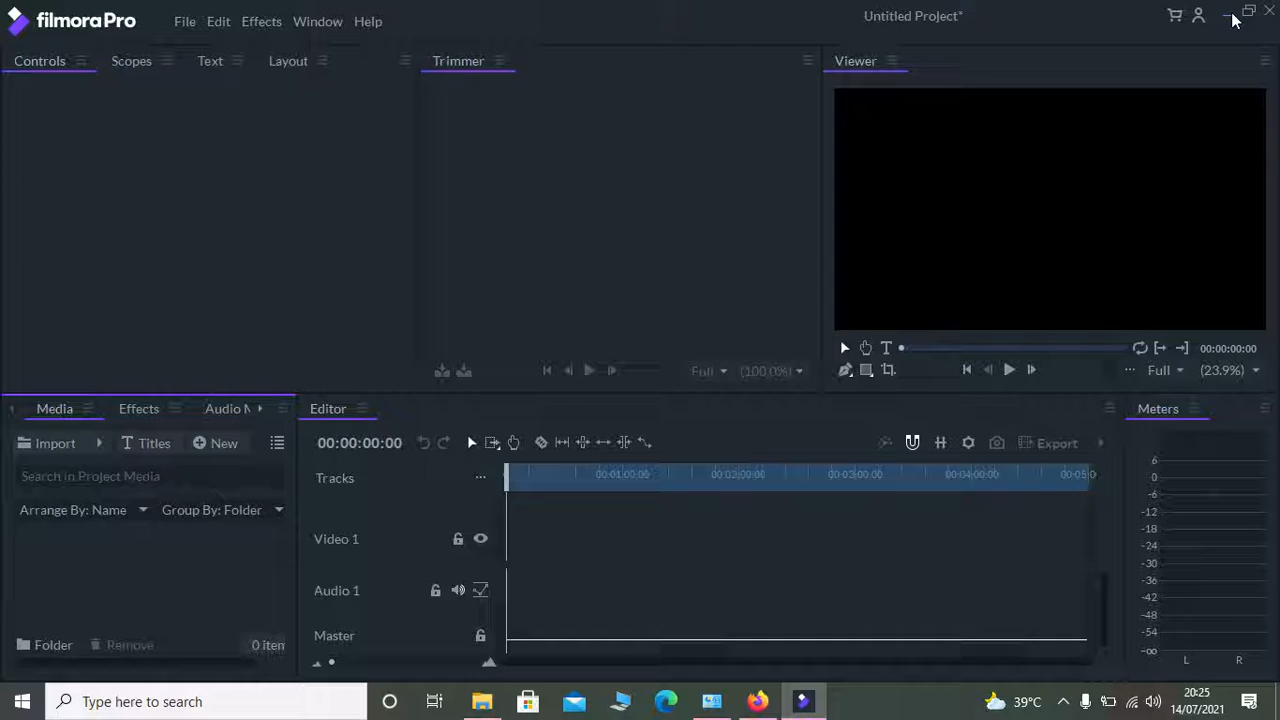 filmoraPro File Edit Effects Window Help Untitled Project*
Controls Scopes Text Layout Trimmer Viewer
Full (100.0%)
00:00:00:00
Full (23.9%)
Media Effects Audio M
Import Titles New
Search in Project Media
Arrange By: Name Group By: Folder
Folder Remove 0 item
Editor
00:00:00:00 Export
Tracks 00:01:00:00 00:02:00:00 00:03:00:00 00:04:00:00 00:05:0
Video 1
Audio 1
Master
Meters
6
0
-6
-12
-18
-24
-30
-36
-42
-48
-54
-∞
L R
Type here to search 39°C 20:25
14/07/2021